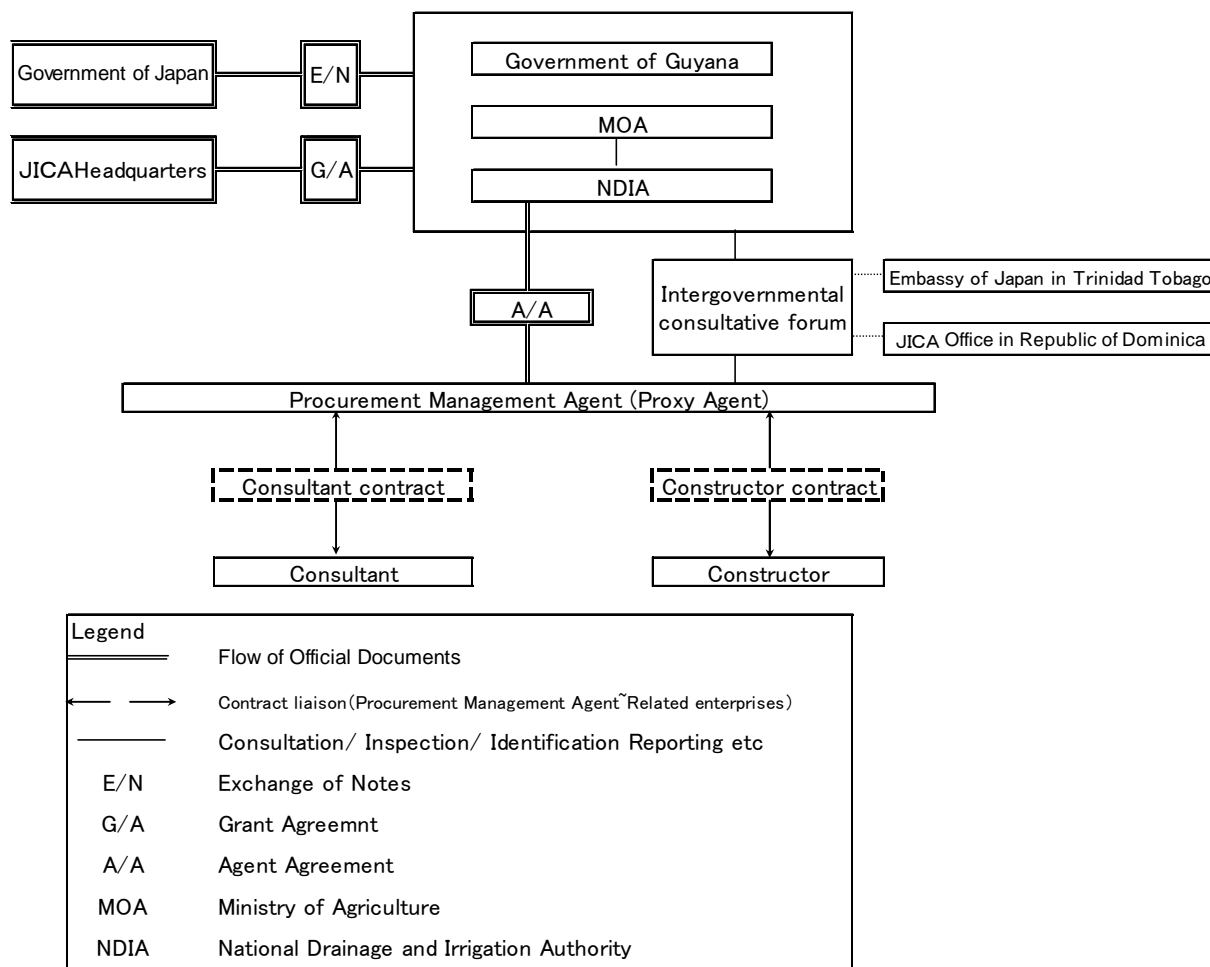 Government of Japan
E/N
Government of Guyana
MOA
JICAHeadquarters
G/A
NDIA
A/A
Intergovernmental
consultative forum
Embassy of Japan in Trinidad Tobago
JICA Office in Republic of Dominica
Procurement Management Agent (Proxy Agent)
Consultant contract
Constructor contract
Consultant
Constructor
Legend
Flow of Official Documents
Contract liaison(Procurement Management Agent~Related enterprises)
Consultation/ Inspection/ Identification Reporting etc
E/N Exchange of Notes
G/A Grant Agreemnt
A/A Agent Agreement
MOA Ministry of Agriculture
NDIA National Drainage and Irrigation Authority